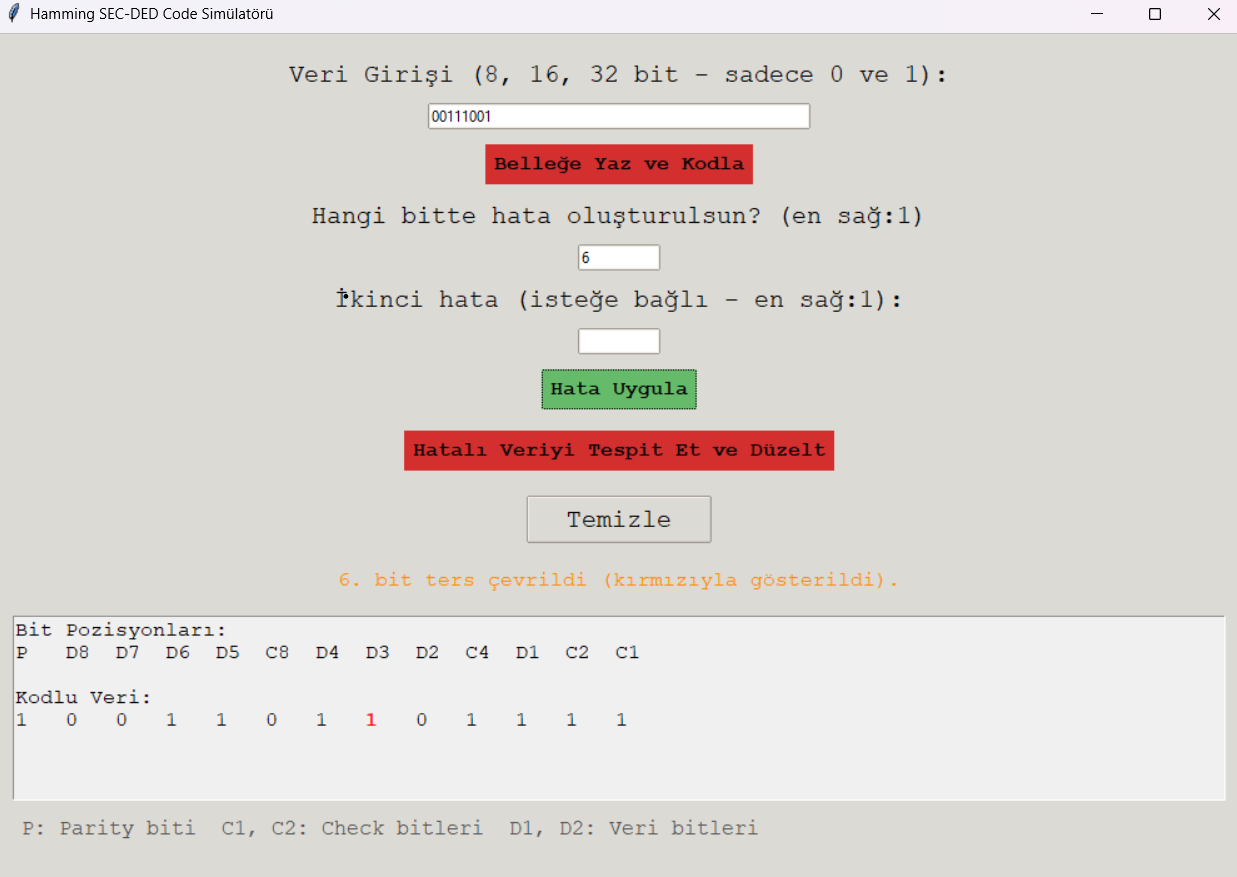 Hamming SEC-DED Code Simülatörü
Veri Girişi (8, 16, 32 bit - sadece 0 ve 1):
00111001
Belleğe Yaz ve Kodla
Hangi bitte hata oluşturulsun? (en sağ:1)
6
İkinci hata (isteğe bağlı - en sağ:1):
Hata Uygula
Hatalı Veriyi Tespit Et ve Düzelt
Temizle
6. bit ters çevrildi (kırmızıyla gösterildi).
Bit Pozisyonları:
P D8 D7 D6 D5 C8 D4 D3 D2 C4 D1 C2 C1
Kodlu Veri:
1 0 0 1 1 0 1 1 0 1 1 1 1
P: Parity biti C1, C2: Check bitleri D1, D2: Veri bitleri